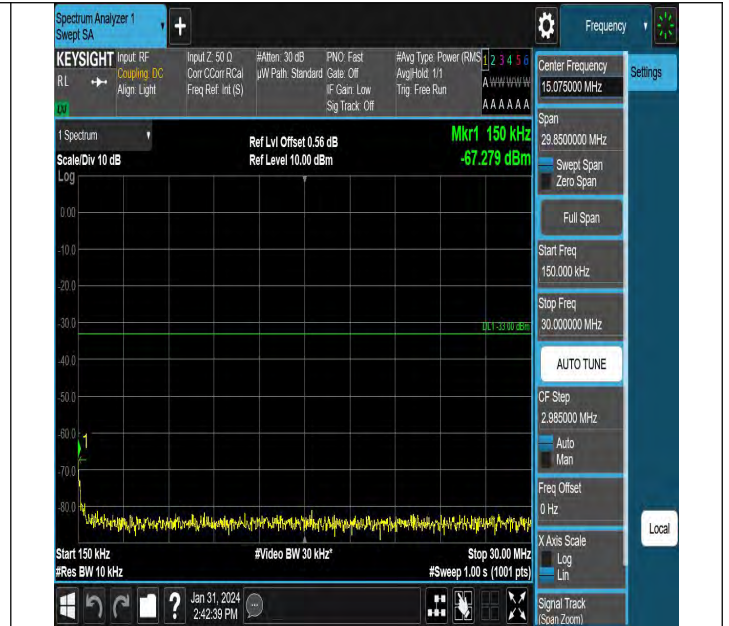 Spectrum Analyzer 1
Swept SA
+
Frequency
KEYSIGHT
Input: RF
Input Z: 50 Ω
#Atten: 30 dB
PNO: Fast
#Avg Type: Power (RMS
1 2 3 4 5 6
RL
Coupling: DC
Corr CCorr RCal
µW Path: Standard
Gate: Off
Avg|Hold: 1/1
A W W W W W
Align: Light
Freq Ref: Int (S)
IF Gain: Low
Trig: Free Run
Sig Track: Off
A A A A A A
1 Spectrum
Ref Lvl Offset 0.56 dB
Mkr1 150 kHz
Scale/Div 10 dB
Ref Level 10.00 dBm
-67.279 dBm
Log
0.00
-10.0
-20.0
-30.0
DL1 -33.00 dBm
-40.0
-50.0
-60.0
1
-70.0
-80.0
Start 150 kHz
#Video BW 30 kHz*
Stop 30.00 MHz
#Res BW 10 kHz
#Sweep 1.00 s (1001 pts)
?
Jan 31, 2024
2:42:39 PM
Center Frequency
15.075000 MHz
Settings
Span
29.8500000 MHz
Swept Span
Zero Span
Full Span
Start Freq
150.000 kHz
Stop Freq
30.000000 MHz
AUTO TUNE
CF Step
2.985000 MHz
Auto
Man
Freq Offset
0 Hz
X Axis Scale
Log
Lin
Local
Signal Track
(Span Zoom)